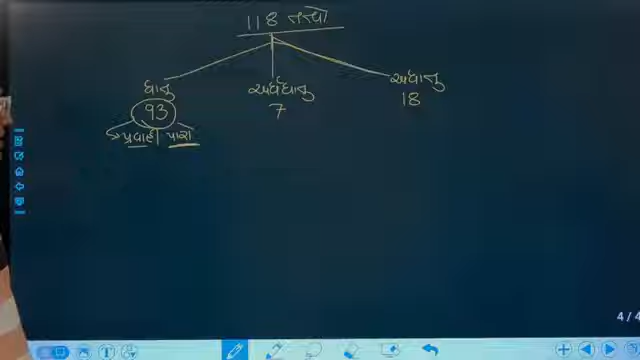 118 તત્વો
ધાતુ અર્ધધાતુ અધાતુ
93 7 18
→ પ્રવાહી પારા
4/4